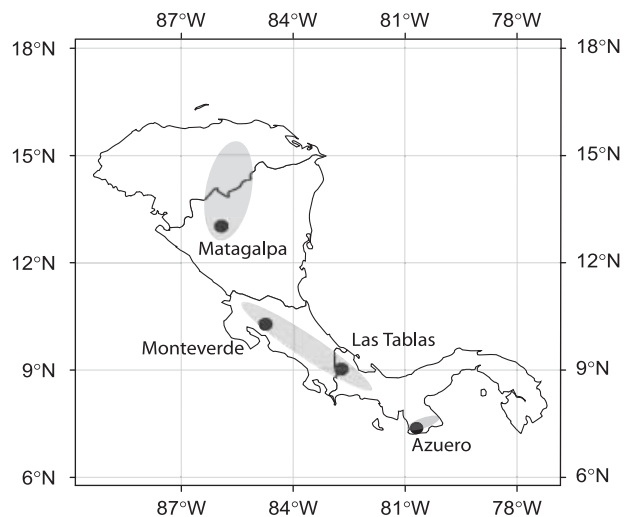 87°W 84°W 81°W 78°W
18°N 18°N
15°N 15°N
Matagalpa
12°N 12°N
Las Tablas
Monteverde
9°N 9°N
Azuero
6°N 6°N
87°W 84°W 81°W 78°W